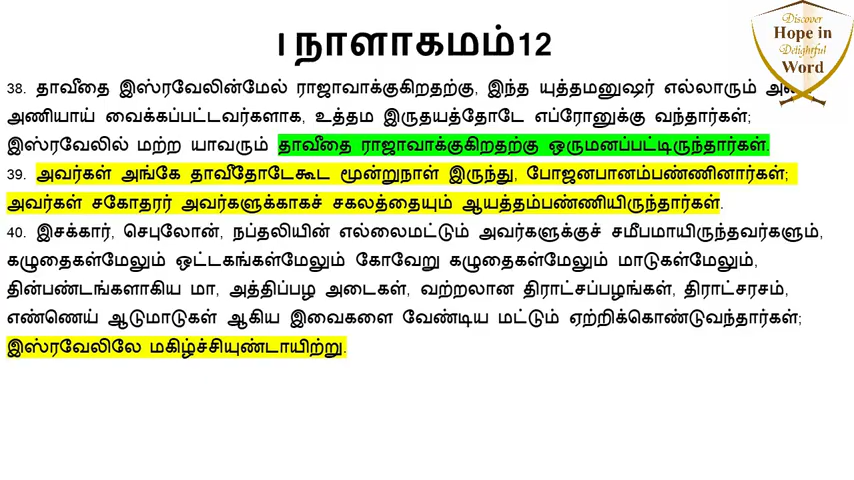 I நாளாகமம்12
Discover
Hope in
Delightful
Word
38. தாவீதை இஸ்ரவேலின்மேல் ராஜாவாக்குகிறதற்கு, இந்த யுத்தமனுஷர் எல்லாரும்
அணியாய் வைக்கப்பட்டவர்களாக, உத்தம இருதயத்தோடே எப்ரோனுக்கு வந்தார்கள்;
இஸ்ரவேலில் மற்ற யாவரும் தாவீதை ராஜாவாக்குகிறதற்கு ஒருமனப்பட்டிருந்தார்கள்.
39. அவர்கள் அங்கே தாவீதோடேகூட மூன்றுநாள் இருந்து, போஜனபானம்பண்ணினார்கள்;
அவர்கள் சகோதரர் அவர்களுக்காகச் சகலத்தையும் ஆயத்தம்பண்ணியிருந்தார்கள்.
40. இசக்கார், செபுலோன், நப்தலியின் எல்லைமட்டும் அவர்களுக்குச் சமீபமாயிருந்தவர்களும்,
கழுதைகள்மேலும் ஒட்டகங்கள்மேலும் கோவேறு கழுதைகள்மேலும் மாடுகள்மேலும்,
தின்பண்டங்களாகிய மா, அத்திப்பழ அடைகள், வற்றலான திராட்சப்பழங்கள், திராட்சரசம்,
எண்ணெய் ஆடுமாடுகள் ஆகிய இவைகளை வேண்டிய மட்டும் ஏற்றிக்கொண்டுவந்தார்கள்;
இஸ்ரவேலிலே மகிழ்ச்சியுண்டாயிற்று.